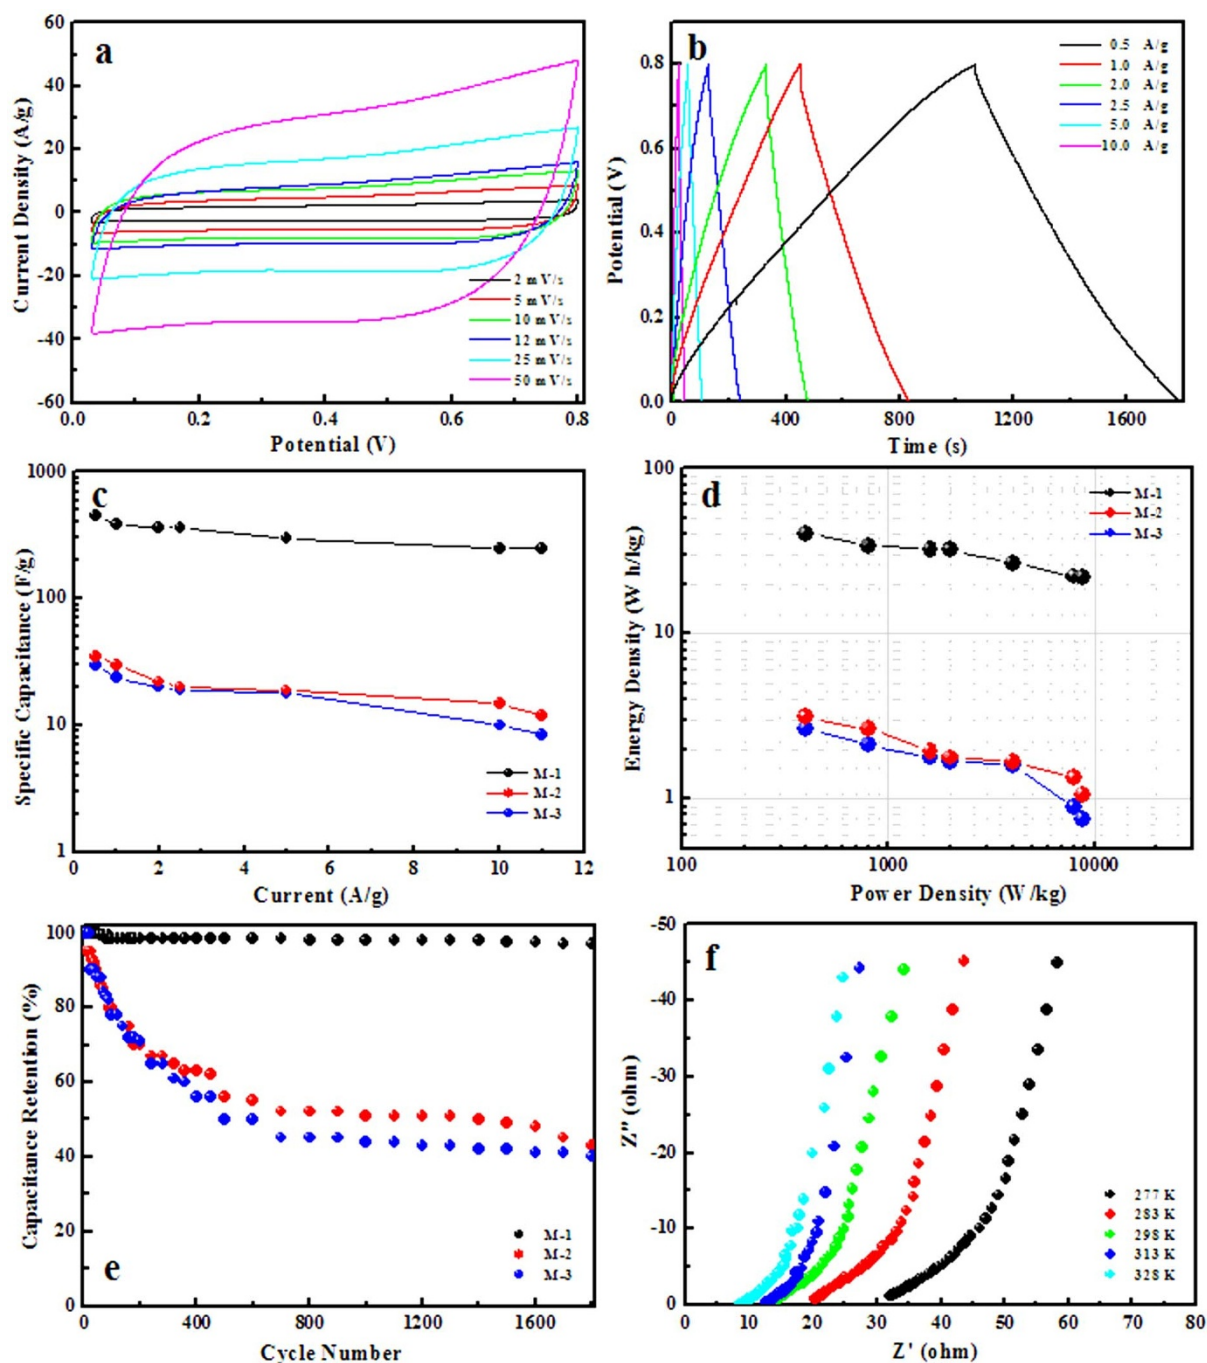 a
60
40
20
0
-20
-40
-60
Current Density (A/g)
2 mV/s
5 mV/s
10 mV/s
12 mV/s
25 mV/s
50 mV/s
0.0 0.2 0.4 0.6 0.8
Potential (V)
b
0.5 A/g
1.0 A/g
2.0 A/g
2.5 A/g
5.0 A/g
10.0 A/g
0.8
0.6
0.4
0.2
0.0
Potential (V)
0 400 800 1200 1600
Time (s)
c
1000
100
10
1
Specific Capacitance (F/g)
M-1
M-2
M-3
0 2 4 6 8 10 12
Current (A/g)
d
100
10
1
Energy Density (W h/kg)
M-1
M-2
M-3
100 1000 10000
Power Density (W/kg)
100
80
60
40
20
0
Capacitance Retention (%)
e
M-1
M-2
M-3
0 400 800 1200 1600
Cycle Number
f
-50
-40
-30
-20
-10
0
Z" (ohm)
277 K
283 K
298 K
313 K
328 K
0 10 20 30 40 50 60 70 80
Z' (ohm)